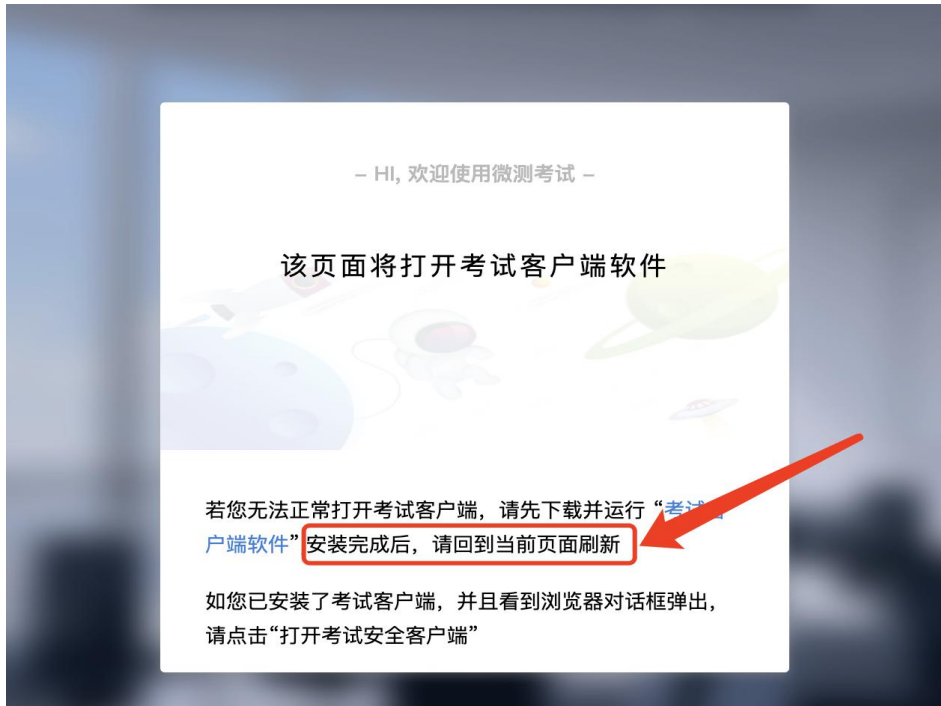 – HI, 欢迎使用微测考试 –
该页面将打开考试客户端软件
若您无法正常打开考试客户端，请先下载并运行 “考试客
户端软件” 安装完成后，请回到当前页面刷新
如您已安装了考试客户端，并且看到浏览器对话框弹出，
请点击“打开考试安全客户端”